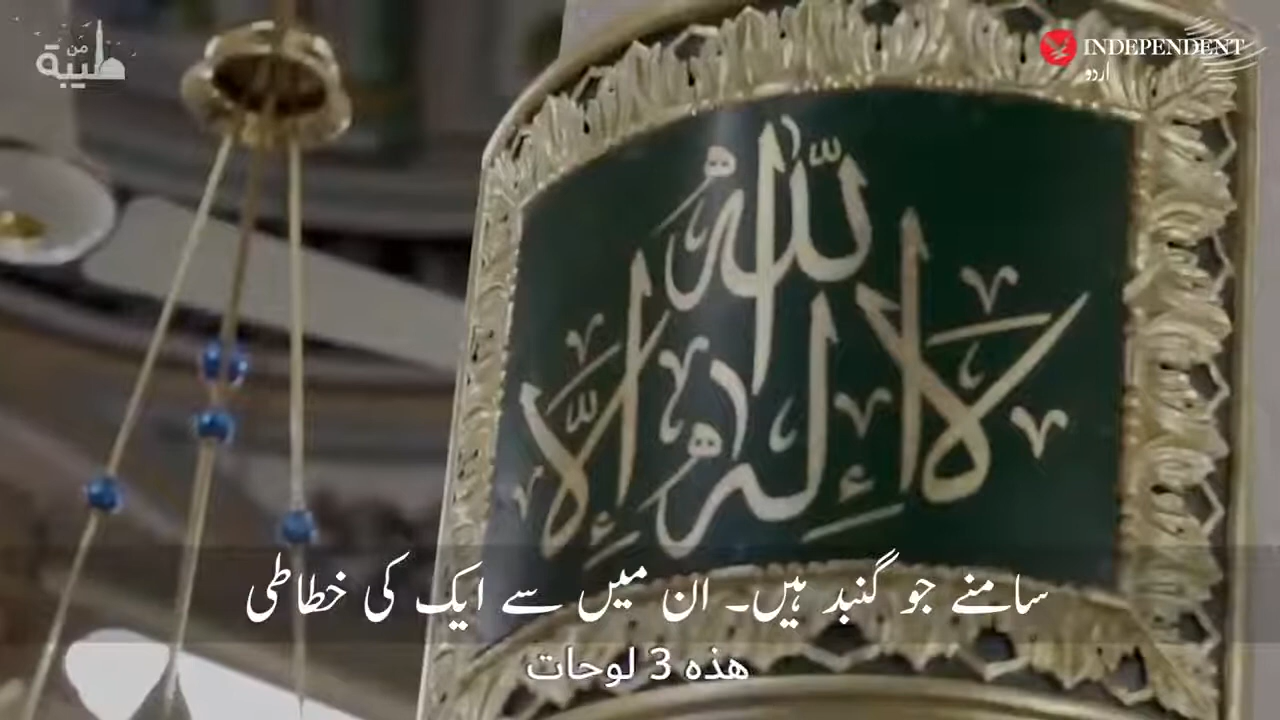 من طيبة
INDEPENDENT
اردو
لا إله إلا الله
سامنے جو گنبد ہیں۔ ان میں سے ایک کی خطاطی
هذه 3 لوحات